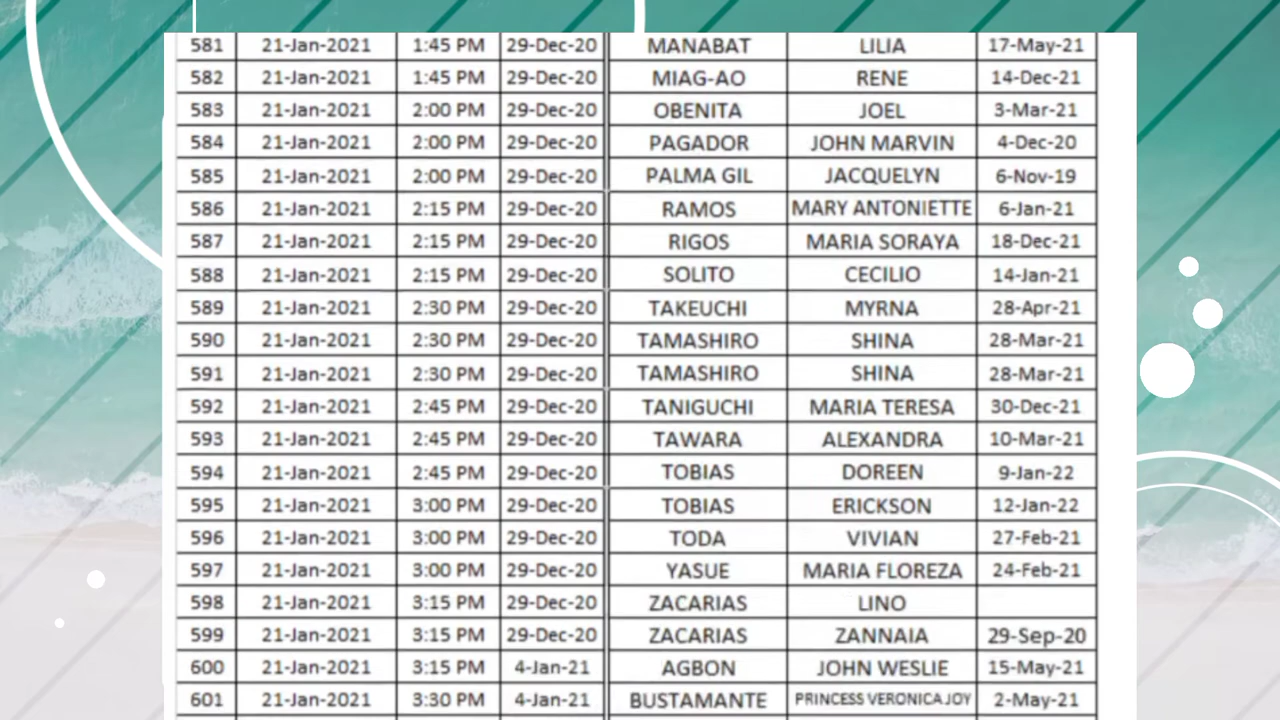 581 21-Jan-2021 1:45 PM 29-Dec-20 MANABAT LILIA 17-May-21
582 21-Jan-2021 1:45 PM 29-Dec-20 MIAG-AO RENE 14-Dec-21
583 21-Jan-2021 2:00 PM 29-Dec-20 OBENITA JOEL 3-Mar-21
584 21-Jan-2021 2:00 PM 29-Dec-20 PAGADOR JOHN MARVIN 4-Dec-20
585 21-Jan-2021 2:00 PM 29-Dec-20 PALMA GIL JACQUELYN 6-Nov-19
586 21-Jan-2021 2:15 PM 29-Dec-20 RAMOS MARY ANTONIETTE 6-Jan-21
587 21-Jan-2021 2:15 PM 29-Dec-20 RIGOS MARIA SORAYA 18-Dec-21
588 21-Jan-2021 2:15 PM 29-Dec-20 SOLITO CECILIO 14-Jan-21
589 21-Jan-2021 2:30 PM 29-Dec-20 TAKEUCHI MYRNA 28-Apr-21
590 21-Jan-2021 2:30 PM 29-Dec-20 TAMASHIRO SHINA 28-Mar-21
591 21-Jan-2021 2:30 PM 29-Dec-20 TAMASHIRO SHINA 28-Mar-21
592 21-Jan-2021 2:45 PM 29-Dec-20 TANIGUCHI MARIA TERESA 30-Dec-21
593 21-Jan-2021 2:45 PM 29-Dec-20 TAWARA ALEXANDRA 10-Mar-21
594 21-Jan-2021 2:45 PM 29-Dec-20 TOBIAS DOREEN 9-Jan-22
595 21-Jan-2021 3:00 PM 29-Dec-20 TOBIAS ERICKSON 12-Jan-22
596 21-Jan-2021 3:00 PM 29-Dec-20 TODA VIVIAN 27-Feb-21
597 21-Jan-2021 3:00 PM 29-Dec-20 YASUE MARIA FLOREZA 24-Feb-21
598 21-Jan-2021 3:15 PM 29-Dec-20 ZACARIAS LINO
599 21-Jan-2021 3:15 PM 29-Dec-20 ZACARIAS ZANNAIA 29-Sep-20
600 21-Jan-2021 3:15 PM 4-Jan-21 AGBON JOHN WESLIE 15-May-21
601 21-Jan-2021 3:30 PM 4-Jan-21 BUSTAMANTE PRINCESS VERONICA JOY 2-May-21